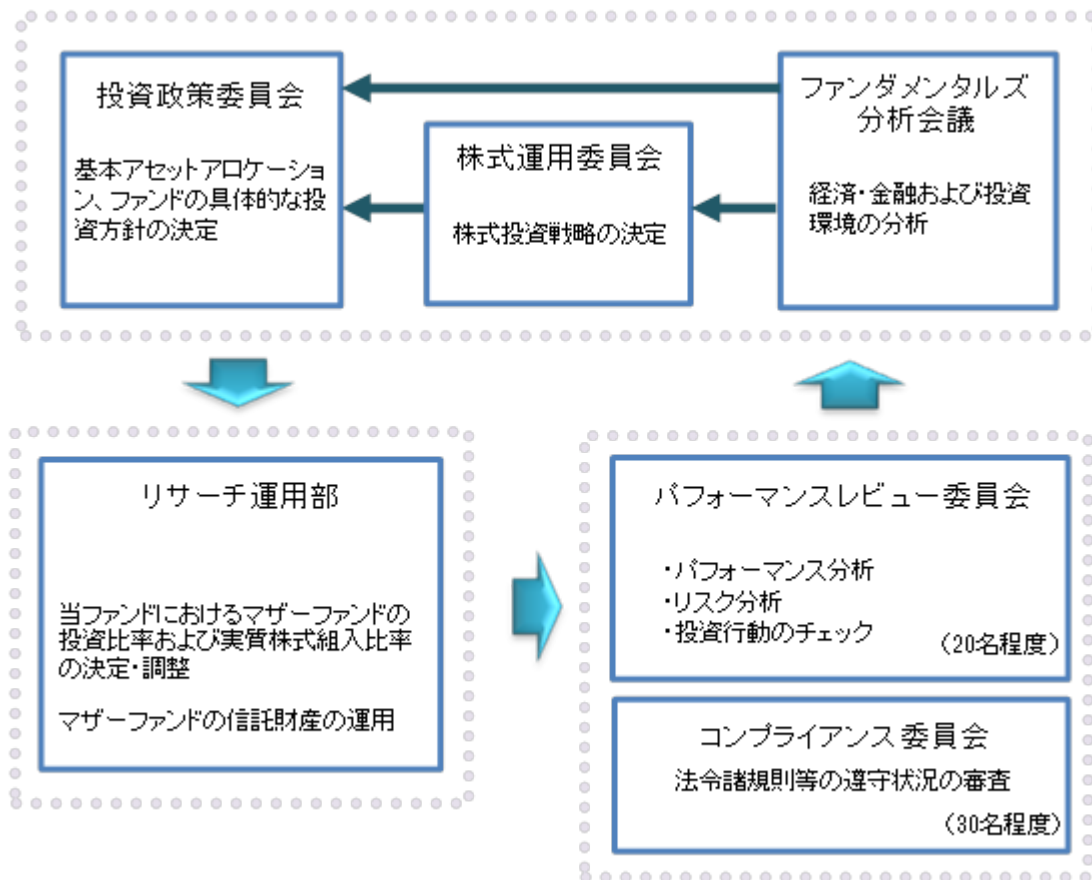 投資政策委員会
基本アセットアロケーショ
ン、ファンドの具体的な投
資方針の決定
株式運用委員会
株式投資戦略の決定
ファンダメンタルズ
分析会議
経済・金融および投資
環境の分析
リサーチ運用部
当ファンドにおけるマザーファンドの
投資比率および実質株式組入比率
の決定・調整
マザーファンドの信託財産の運用
パフォーマンスレビュー委員会
・パフォーマンス分析
・リスク分析
・投資行動のチェック
（20名程度）
コンプライアンス委員会
法令諸規則等の遵守状況の審査
（30名程度）